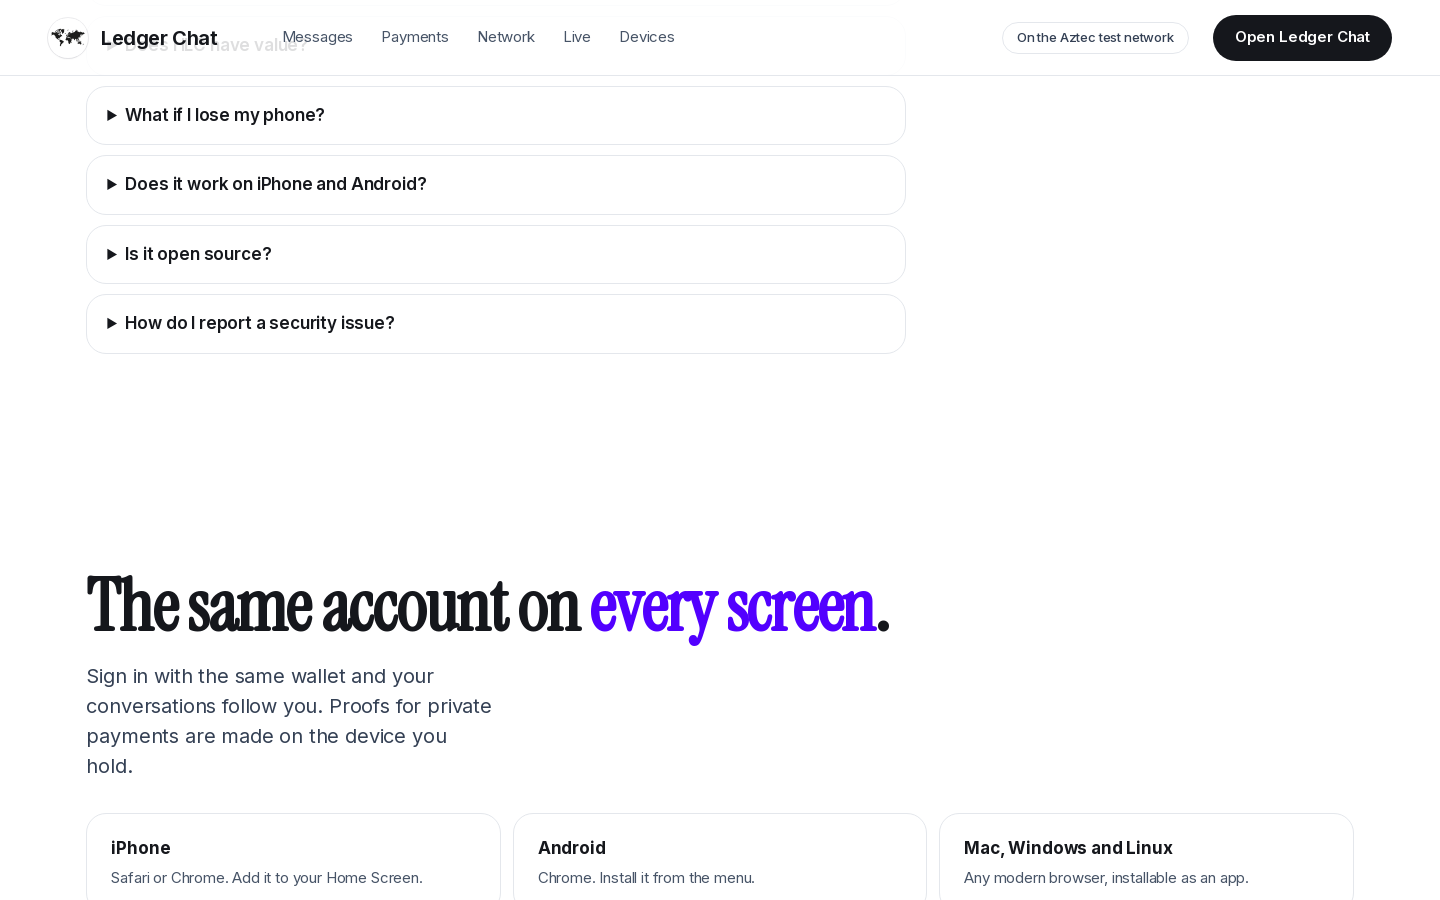 Ledger Chat
Messages
Payments
Network
Live
Devices
On the Aztec test network
Open Ledger Chat
have value?
What if I lose my phone?
Does it work on iPhone and Android?
Is it open source?
How do I report a security issue?
The same account on every screen.
Sign in with the same wallet and your
conversations follow you. Proofs for private
payments are made on the device you
hold.
iPhone
Safari or Chrome. Add it to your Home Screen.
Android
Chrome. Install it from the menu.
Mac, Windows and Linux
Any modern browser, installable as an app.